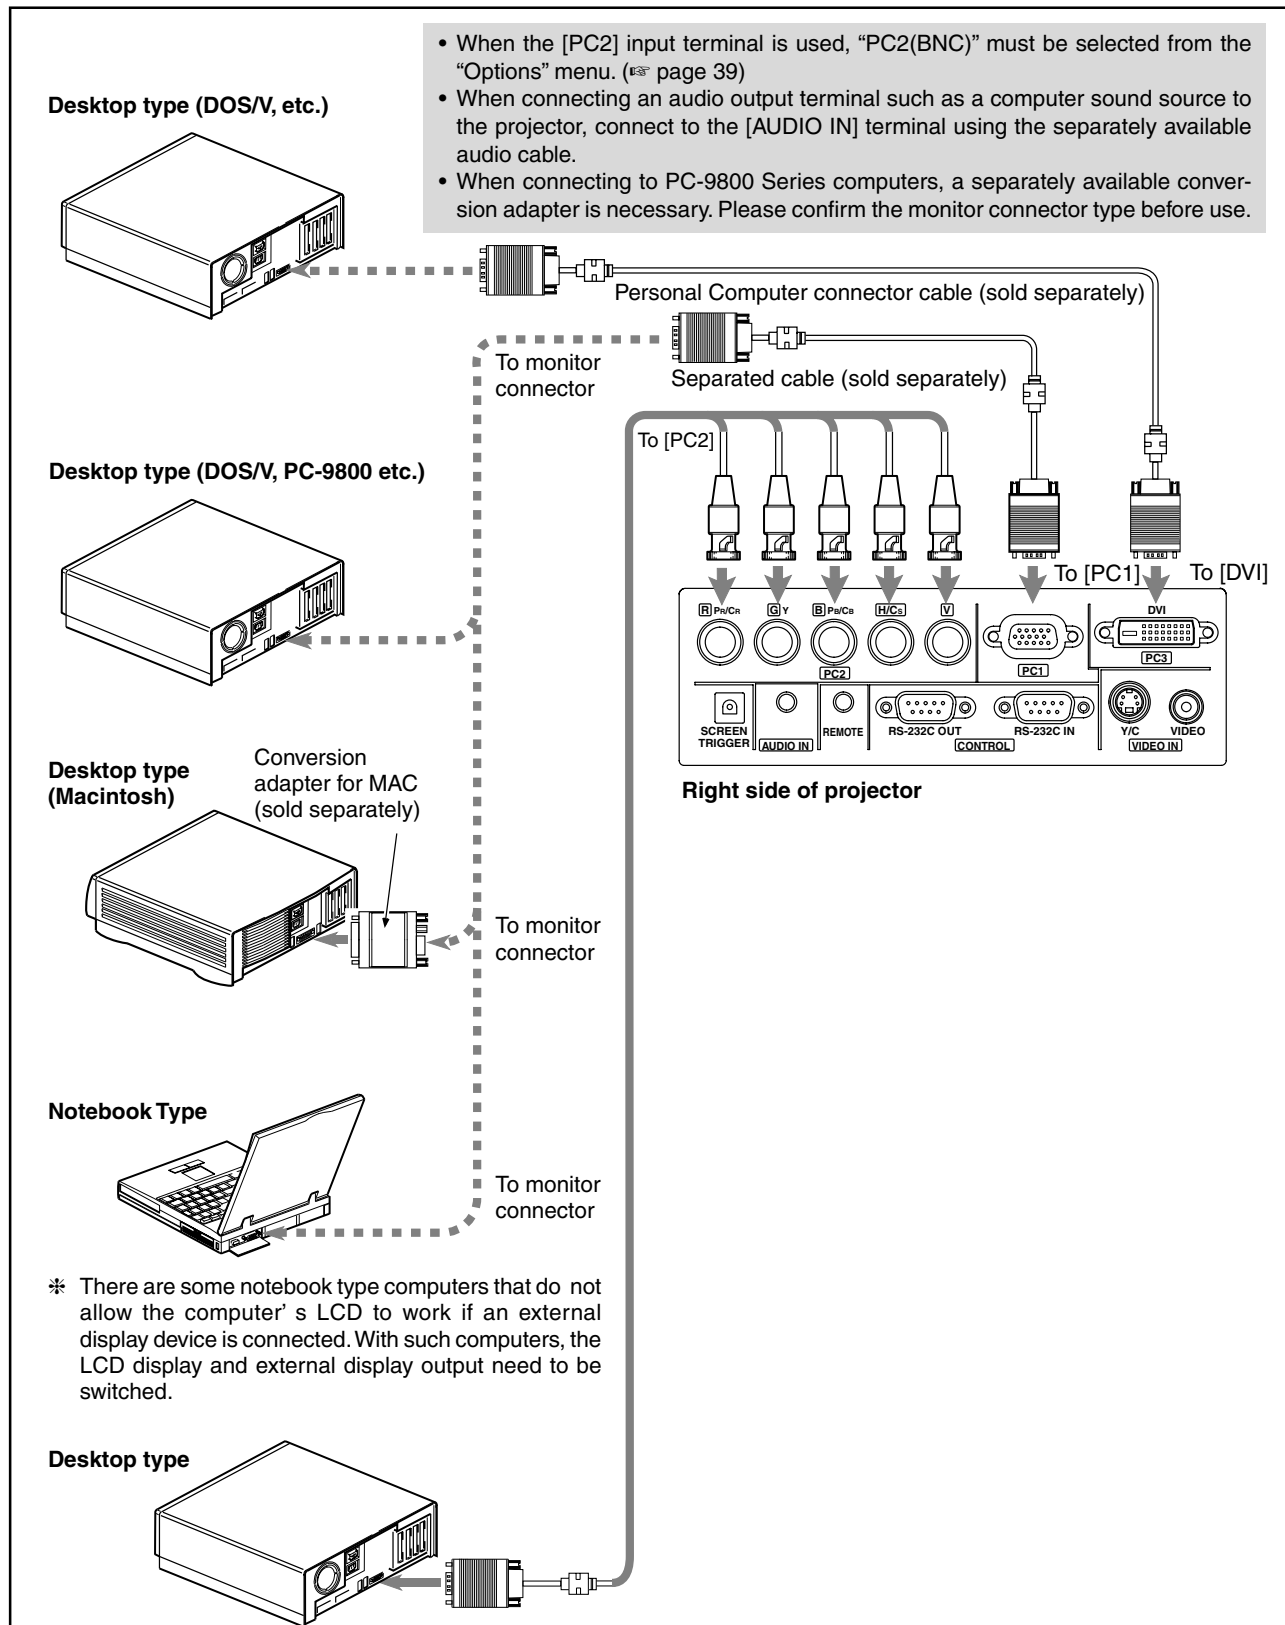 • When the [PC2] input terminal is used, “PC2(BNC)” must be selected from the
“Options” menu. (☞ page 39)
• When connecting an audio output terminal such as a computer sound source to
the projector, connect to the [AUDIO IN] terminal using the separately available
audio cable.
• When connecting to PC-9800 Series computers, a separately available conver-
sion adapter is necessary. Please confirm the monitor connector type before use.
Desktop type (DOS/V, etc.)
Personal Computer connector cable (sold separately)
To monitor
connector
Separated cable (sold separately)
To [PC2]
Desktop type (DOS/V, PC-9800 etc.)
To [PC1]
To [DVI]
R PR/CR
G Y
B PB/CB
H/CS
V
DVI
PC2
PC1
PC3
SCREEN
TRIGGER
AUDIO IN
REMOTE
RS-232C OUT
RS-232C IN
CONTROL
Y/C
VIDEO
VIDEO IN
Right side of projector
Desktop type
(Macintosh)
Conversion
adapter for MAC
(sold separately)
To monitor
connector
Notebook Type
To monitor
connector
❇ There are some notebook type computers that do not
allow the computer’ s LCD to work if an external
display device is connected. With such computers, the
LCD display and external display output need to be
switched.
Desktop type